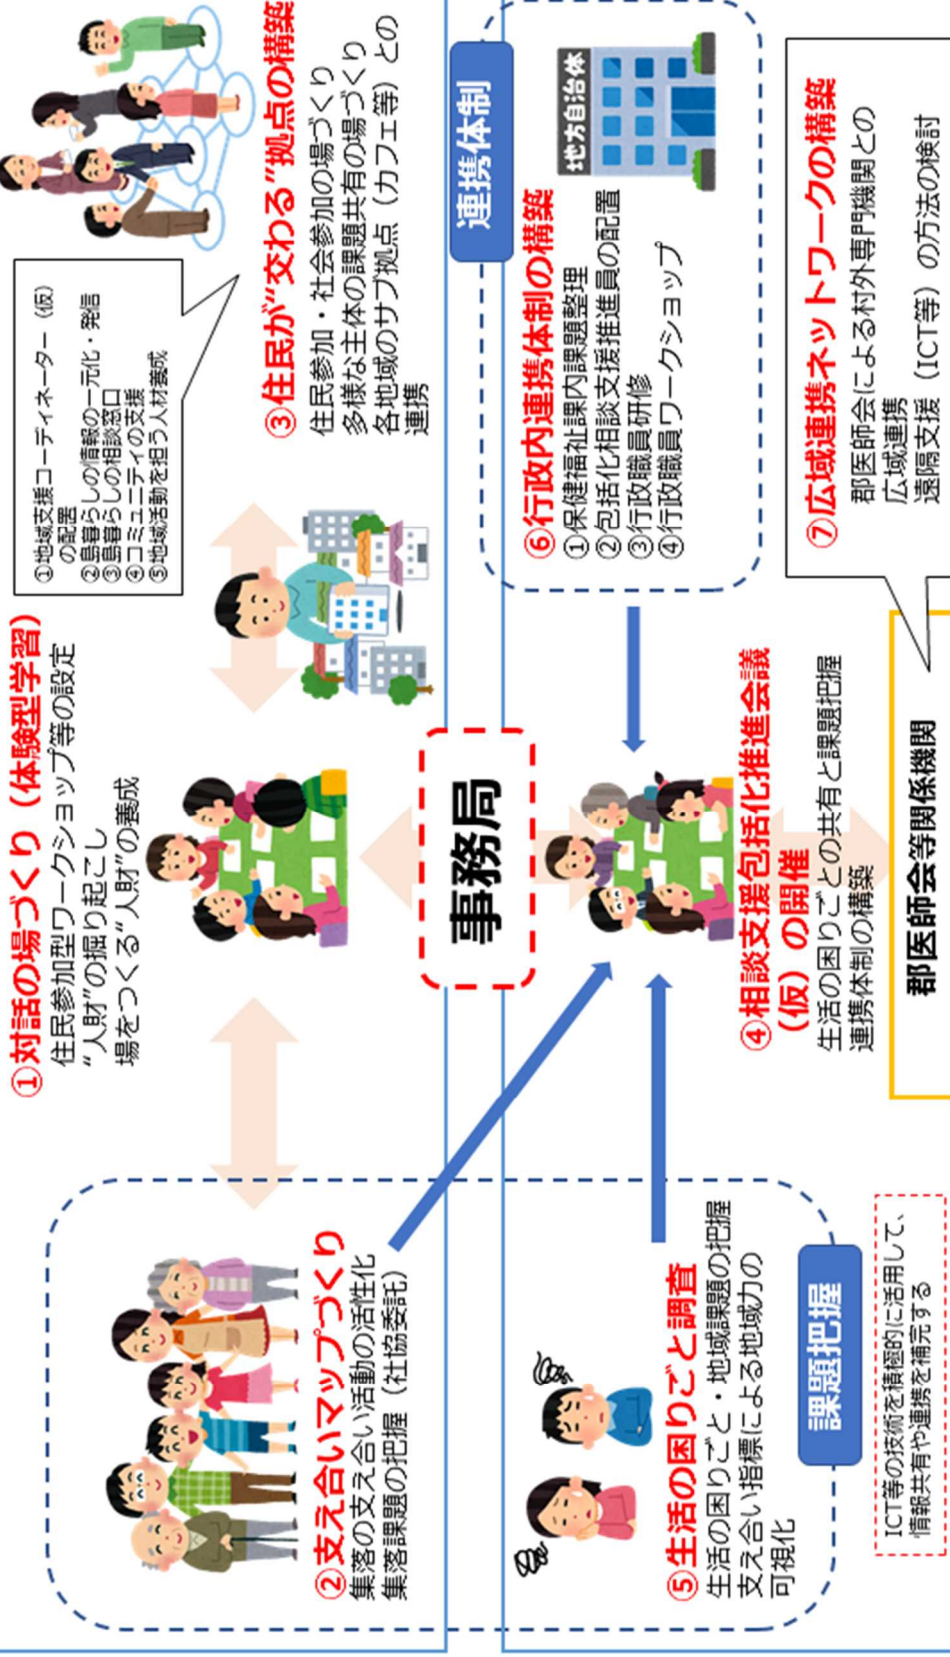 ①対話の場づくり（体験型学習）
住民参加型ワークショップ等の設定
“人財”の掘り起こし
場をつくる“人財”の養成
①地域支援コーディネーター（仮）
の配置
②島暮らしの情報の一元化・発信
③島暮らしの相談窓口
④コミュニティの支援
⑤地域活動を担う人材養成
③住民が“交わる”拠点の構築
住民参加・社会参加の場づくり
多様な主体の課題共有の場づくり
各地域のサブ拠点（カフェ等）との
連携
②支え合いマップづくり
集落の支え合い活動の活性化
集落課題の把握（社協委託）
事務局
連携体制
地方自治体
⑥行政内連携体制の構築
①保健福祉課内課題整理
②包括化相談支援推進員の配置
③行政職員研修
④行政職員ワークショップ
④相談支援包括化推進会議
（仮）の開催
生活の困りごとの共有と課題把握
連携体制の構築
⑤生活の困りごと調査
生活の困りごと・地域課題の把握
支え合い指標による地域力の
可視化
課題把握
⑦広域連携ネットワークの構築
郡医師会による村外専門機関との
広域連携
遠隔支援（ICT等）の方法の検討
郡医師会等関係機関
ICT等の技術を積極的に活用して、
情報共有や連携を補完する